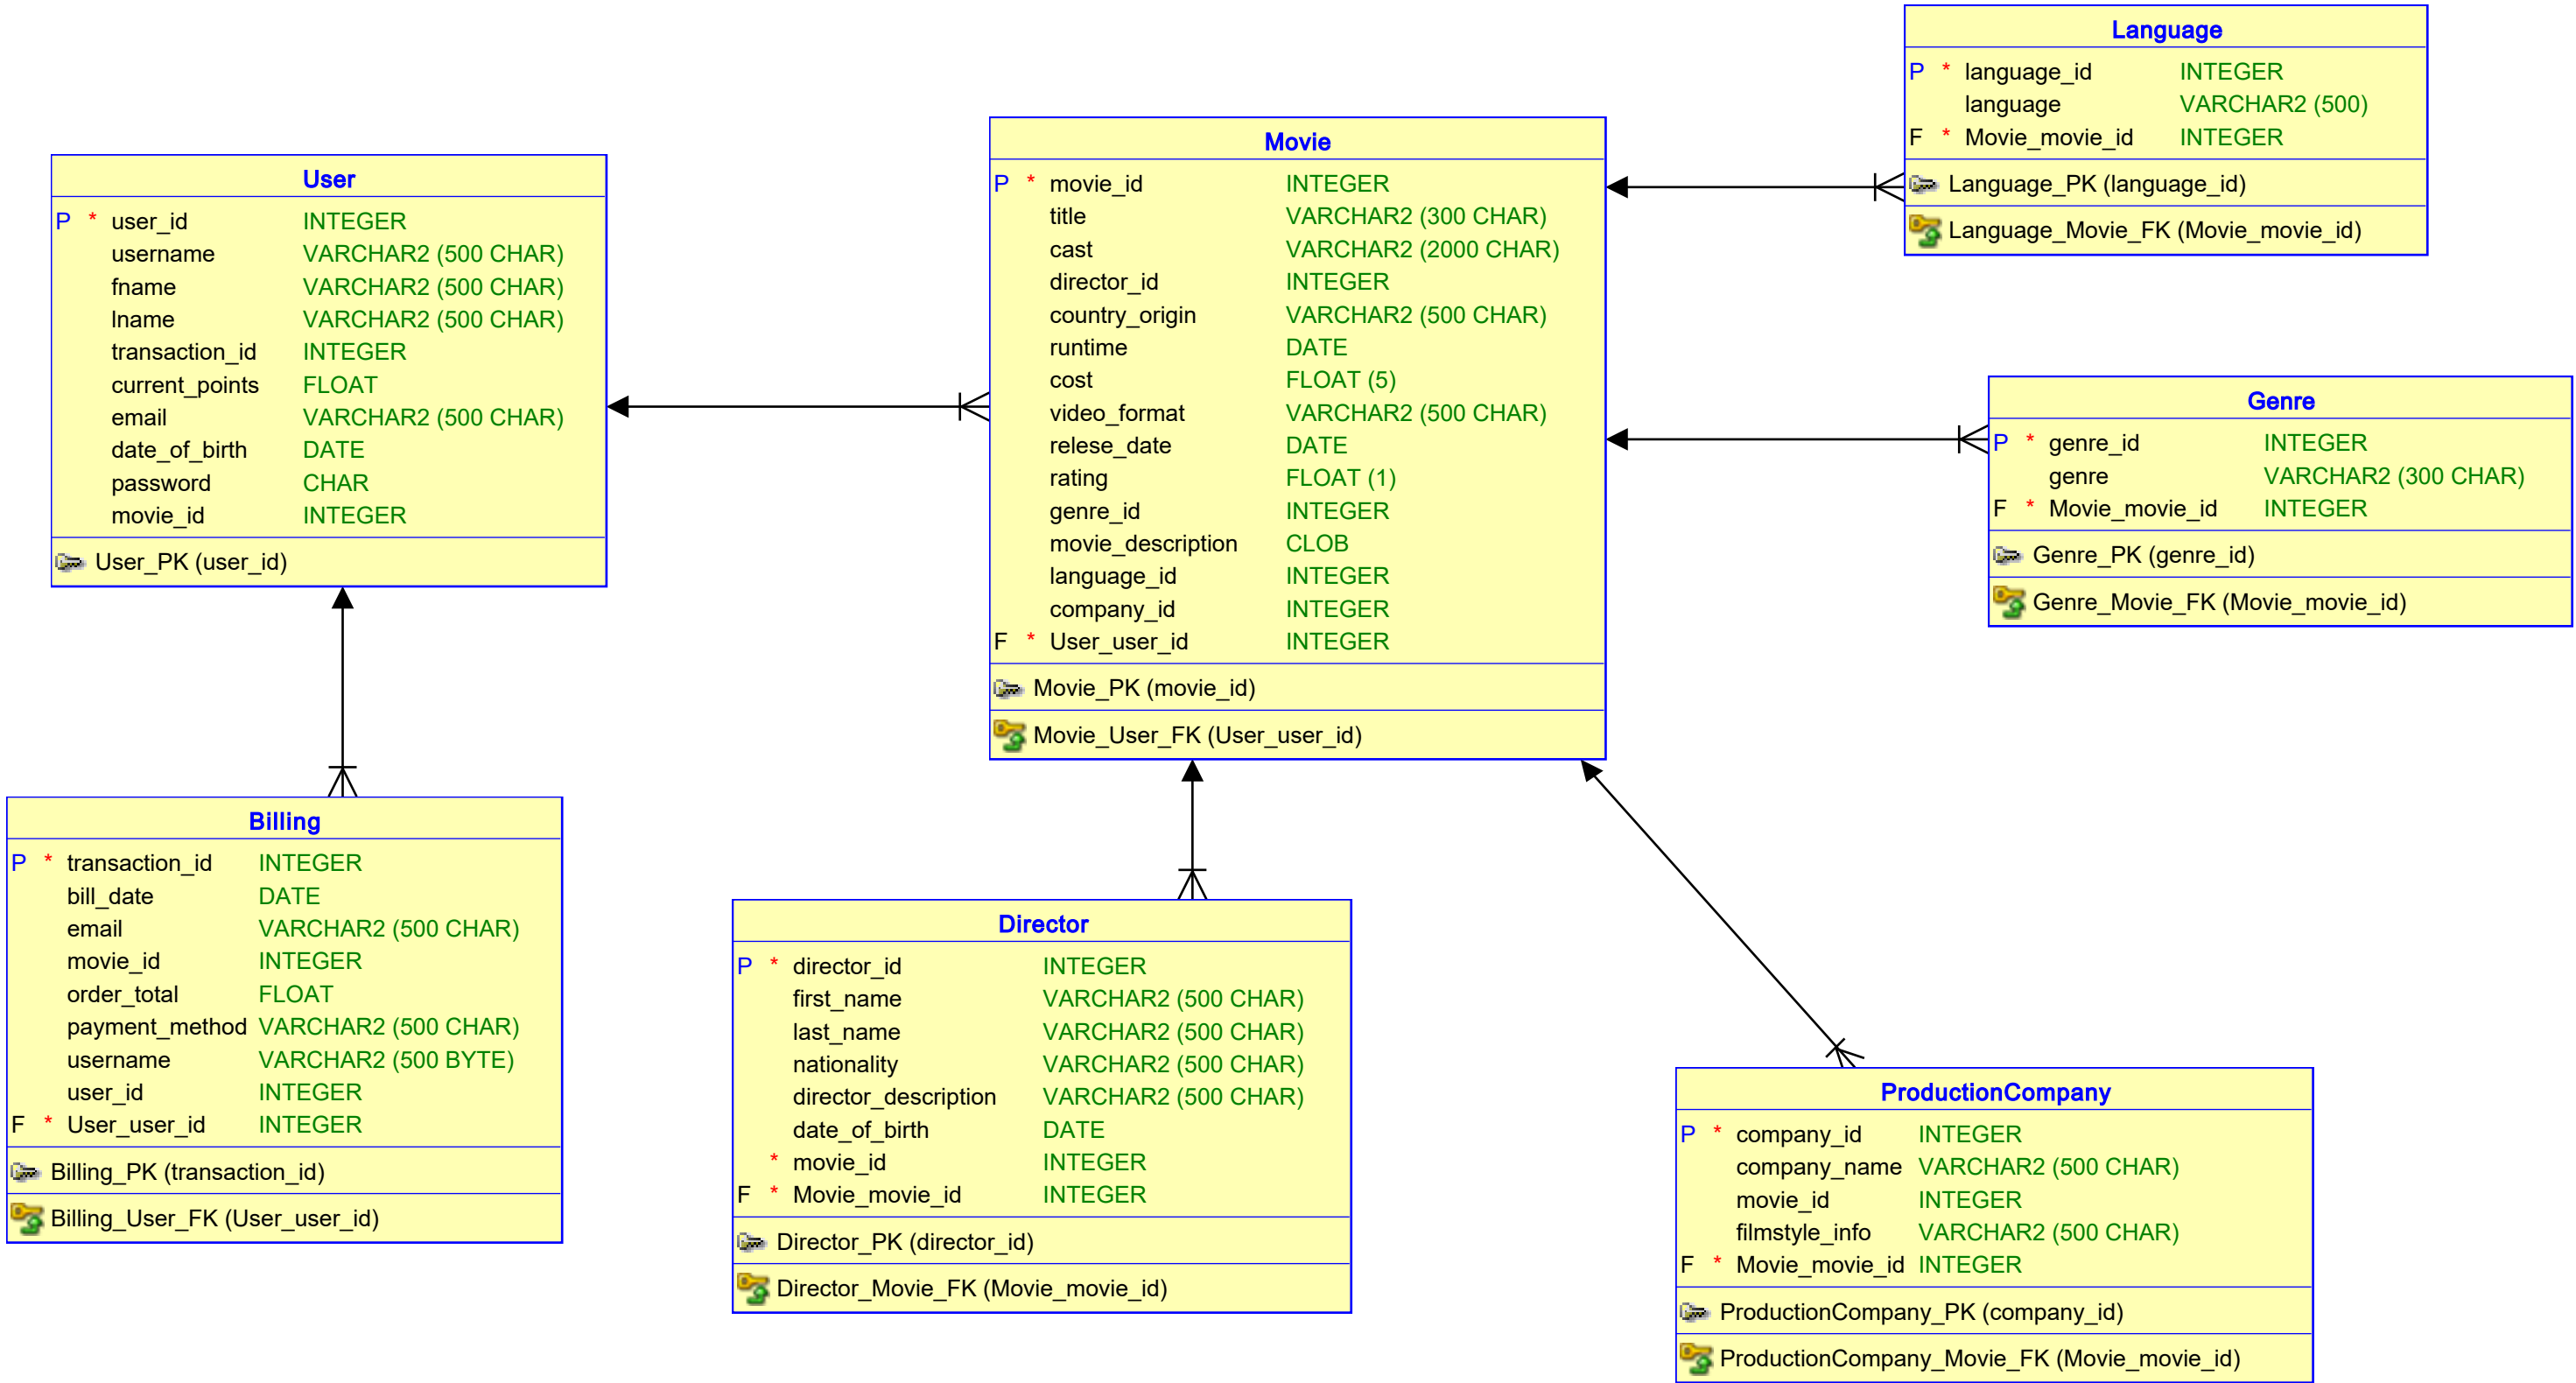 User
P * user_id INTEGER
username VARCHAR2 (500 CHAR)
fname VARCHAR2 (500 CHAR)
lname VARCHAR2 (500 CHAR)
transaction_id INTEGER
current_points FLOAT
email VARCHAR2 (500 CHAR)
date_of_birth DATE
password CHAR
movie_id INTEGER
User_PK (user_id)
Movie
P * movie_id INTEGER
title VARCHAR2 (300 CHAR)
cast VARCHAR2 (2000 CHAR)
director_id INTEGER
country_origin VARCHAR2 (500 CHAR)
runtime DATE
cost FLOAT (5)
video_format VARCHAR2 (500 CHAR)
relese_date DATE
rating FLOAT (1)
genre_id INTEGER
movie_description CLOB
language_id INTEGER
company_id INTEGER
F * User_user_id INTEGER
Movie_PK (movie_id)
Movie_User_FK (User_user_id)
Language
P * language_id INTEGER
language VARCHAR2 (500)
F * Movie_movie_id INTEGER
Language_PK (language_id)
Language_Movie_FK (Movie_movie_id)
Genre
P * genre_id INTEGER
genre VARCHAR2 (300 CHAR)
F * Movie_movie_id INTEGER
Genre_PK (genre_id)
Genre_Movie_FK (Movie_movie_id)
Billing
P * transaction_id INTEGER
bill_date DATE
email VARCHAR2 (500 CHAR)
movie_id INTEGER
order_total FLOAT
payment_method VARCHAR2 (500 CHAR)
username VARCHAR2 (500 BYTE)
user_id INTEGER
F * User_user_id INTEGER
Billing_PK (transaction_id)
Billing_User_FK (User_user_id)
Director
P * director_id INTEGER
first_name VARCHAR2 (500 CHAR)
last_name VARCHAR2 (500 CHAR)
nationality VARCHAR2 (500 CHAR)
director_description VARCHAR2 (500 CHAR)
date_of_birth DATE
* movie_id INTEGER
F * Movie_movie_id INTEGER
Director_PK (director_id)
Director_Movie_FK (Movie_movie_id)
ProductionCompany
P * company_id INTEGER
company_name VARCHAR2 (500 CHAR)
movie_id INTEGER
filmstyle_info VARCHAR2 (500 CHAR)
F * Movie_movie_id INTEGER
ProductionCompany_PK (company_id)
ProductionCompany_Movie_FK (Movie_movie_id)